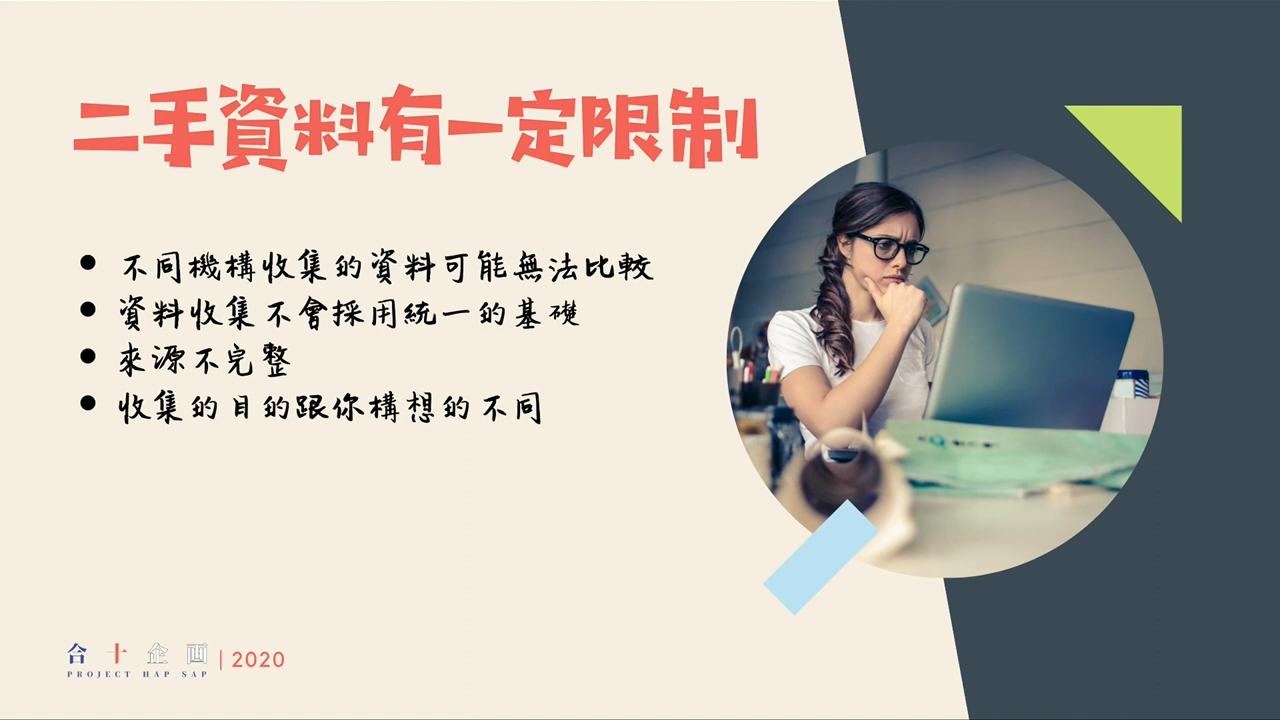 二手資料有一定限制
不同機構收集的資料可能無法比較
資料收集不會採用統一的基礎
來源不完整
收集的目的跟你構想的不同
合十企画 | 2020
PROJECT HAP SAP